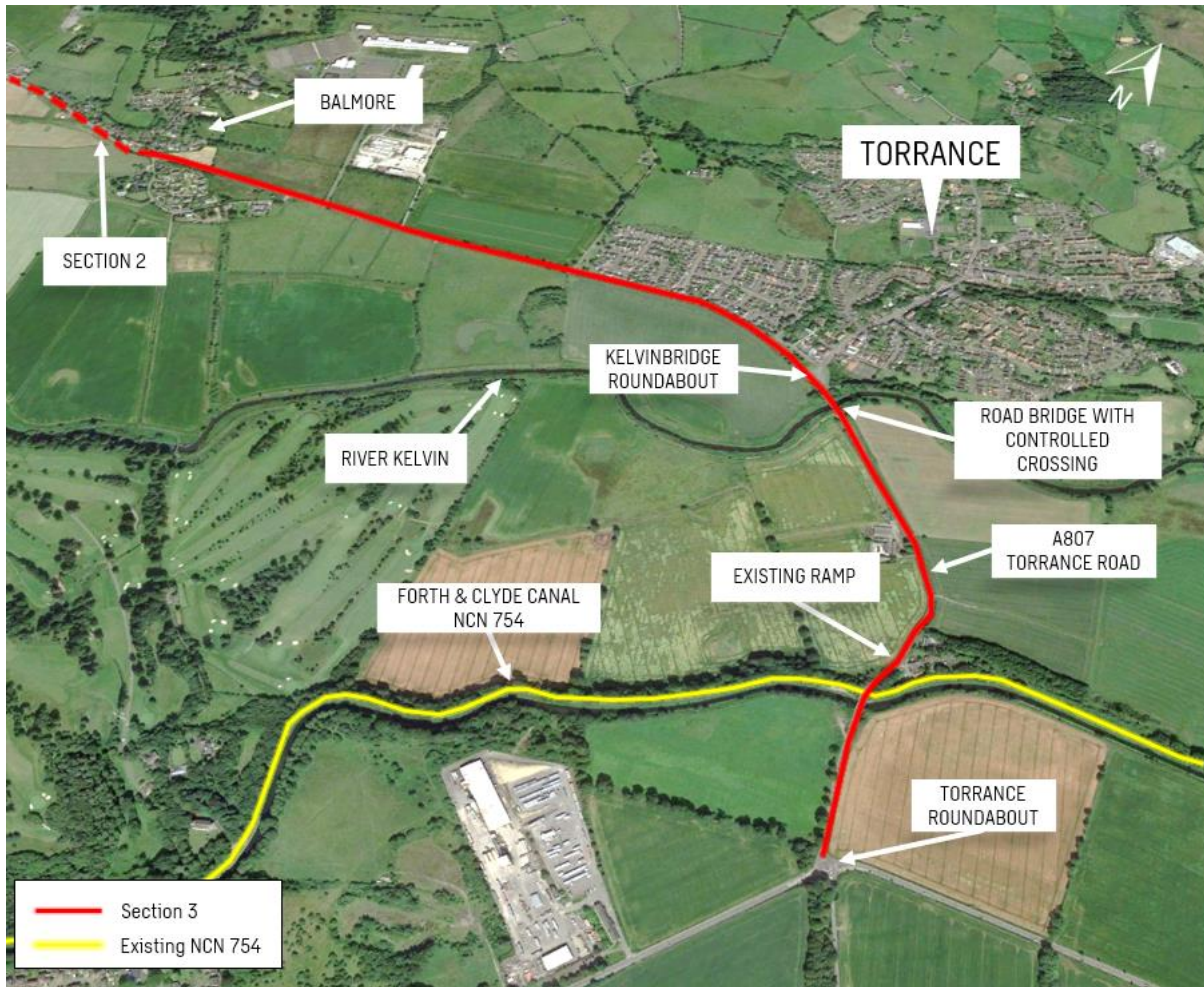 BALMORE
N
TORRANCE
SECTION 2
KELVINBRIDGE
ROUNDABOUT
ROAD BRIDGE WITH
CONTROLLED
CROSSING
RIVER KELVIN
A807
TORRANCE ROAD
EXISTING RAMP
FORTH & CLYDE CANAL
NCN 754
TORRANCE
ROUNDABOUT
Section 3
Existing NCN 754